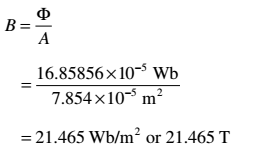 B = Φ/A
= 16.85856×10⁻⁵ Wb / 7.854×10⁻⁵ m²
= 21.465 Wb/m² or 21.465 T